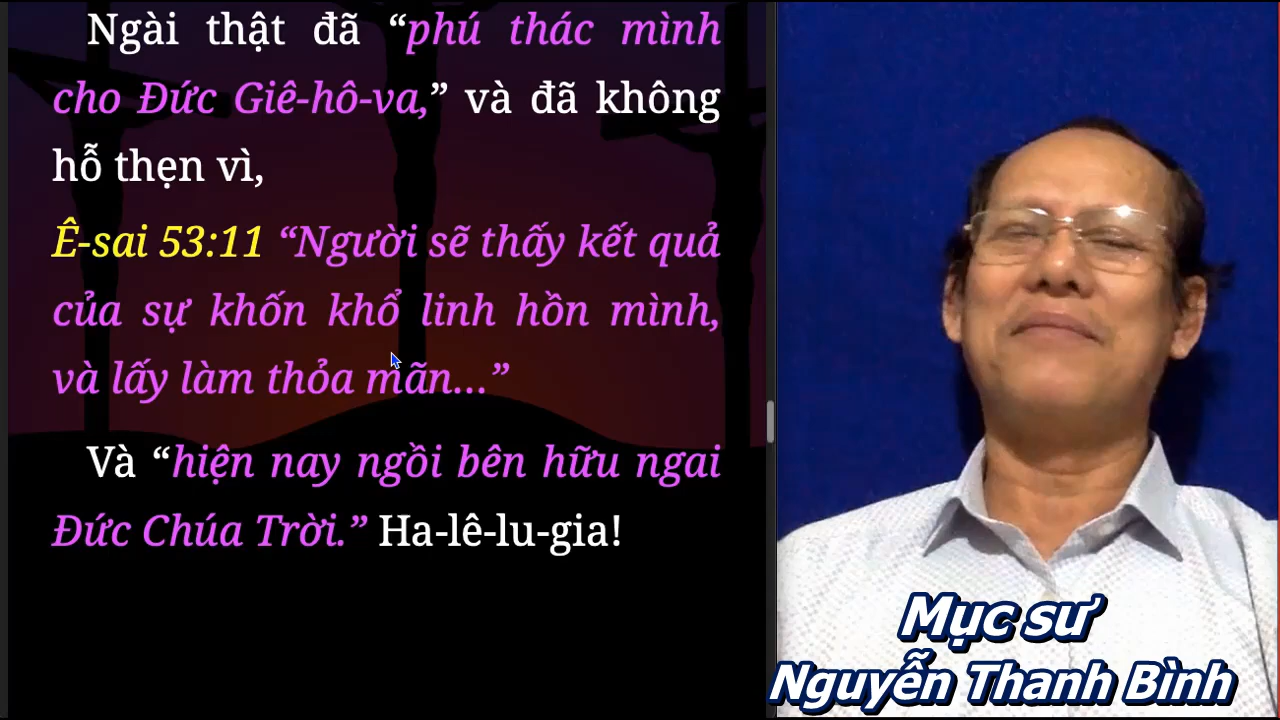 Ngài thật đã “phú thác mình
cho Đức Giê-hô-va,” và đã không
hỗ thẹn vì,
Ê-sai 53:11 “Người sẽ thấy kết quả
của sự khốn khổ linh hồn mình,
và lấy làm thỏa mãn...”
Và “hiện nay ngồi bên hữu ngai
Đức Chúa Trời.” Ha-lê-lu-gia!
Mục sư
Nguyễn Thanh Bình